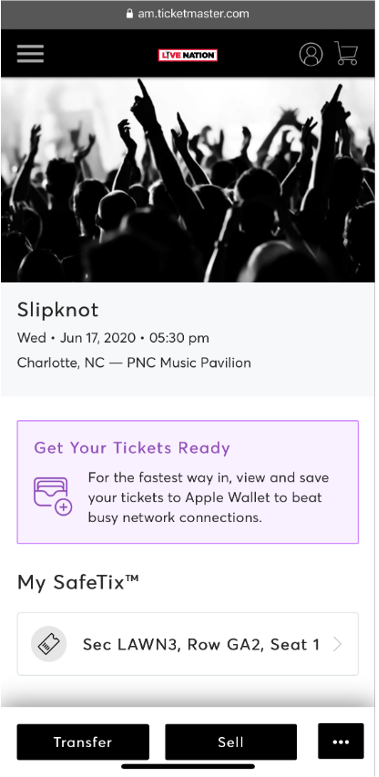 am.ticketmaster.com
LIVE NATION
Slipknot
Wed • Jun 17, 2020 • 05:30 pm
Charlotte, NC — PNC Music Pavilion
Get Your Tickets Ready
For the fastest way in, view and save
your tickets to Apple Wallet to beat
busy network connections.
My SafeTix™
Sec LAWN3, Row GA2, Seat 1
Transfer
Sell